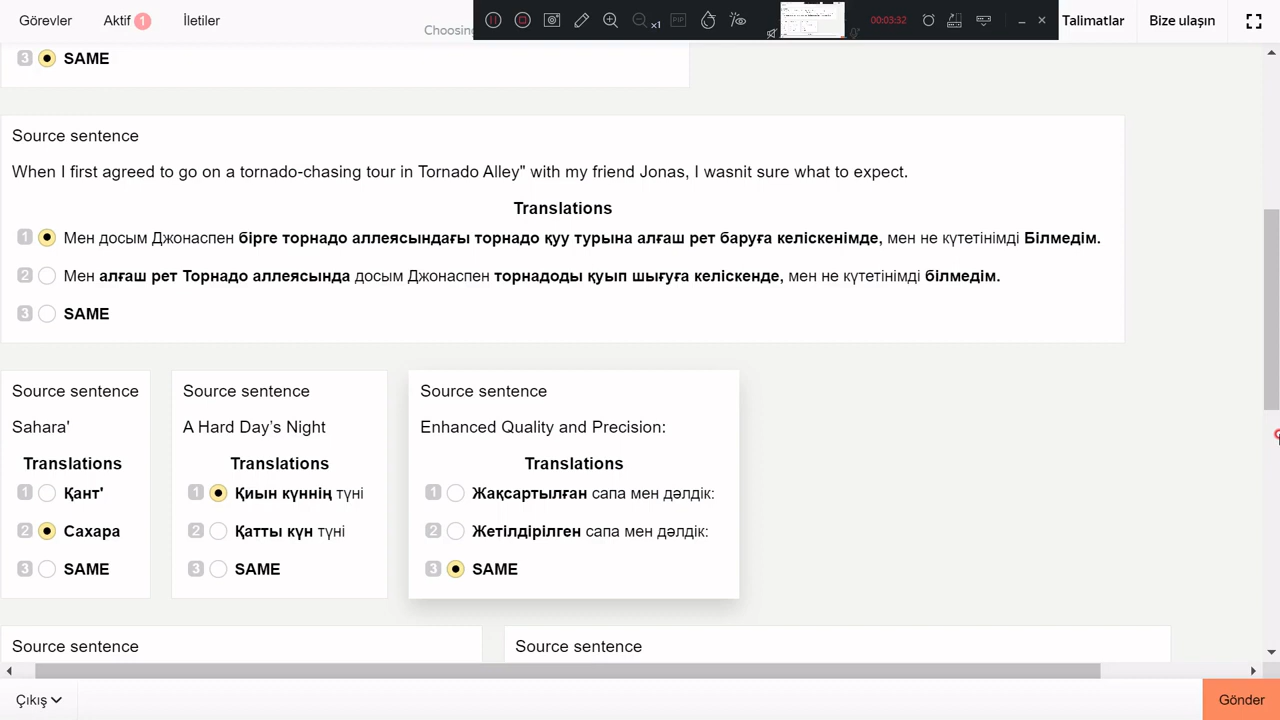 Görevler Aktif 1 İletiler
PIP x1 00:03:32
Talimatlar Bize ulaşın
3 SAME
Source sentence
When I first agreed to go on a tornado-chasing tour in Tornado Alley" with my friend Jonas, I wasnit sure what to expect.
Translations
1 Мен досым Джонаспен бірге торнадо аллеясындағы торнадо қуу турына алғаш рет баруға келіскенімде, мен не күтетінімді Білмедім.
2 Мен алғаш рет Торнадо аллеясында досым Джонаспен торнадоды қуып шығуға келіскенде, мен не күтетінімді білмедім.
3 SAME
Source sentence
Sahara'
Translations
1 Қант'
2 Сахара
3 SAME
Source sentence
A Hard Day's Night
Translations
1 Қиын күннің түні
2 Қатты күн түні
3 SAME
Source sentence
Enhanced Quality and Precision:
Translations
1 Жақсартылған сапа мен дәлдік:
2 Жетілдірілген сапа мен дәлдік:
3 SAME
Source sentence
Source sentence
Çıkış
Gönder